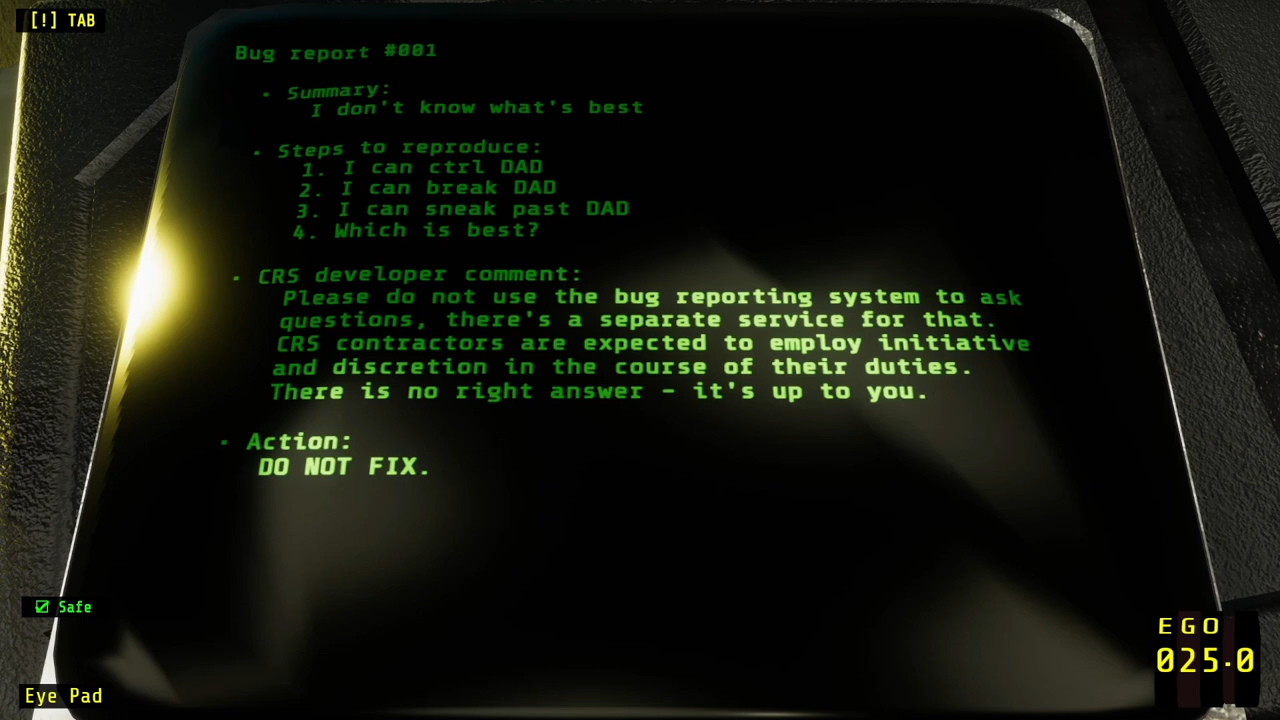 [!] TAB
Bug report #001
• Summary:
I don't know what's best
• Steps to reproduce:
1. I can ctrl DAD
2. I can break DAD
3. I can sneak past DAD
4. Which is best?
• CRS developer comment:
Please do not use the bug reporting system to ask
questions, there's a separate service for that.
CRS contractors are expected to employ initiative
and discretion in the course of their duties.
There is no right answer – it's up to you.
• Action:
DO NOT FIX.
☑ Safe
EGO
025.0
Eye Pad